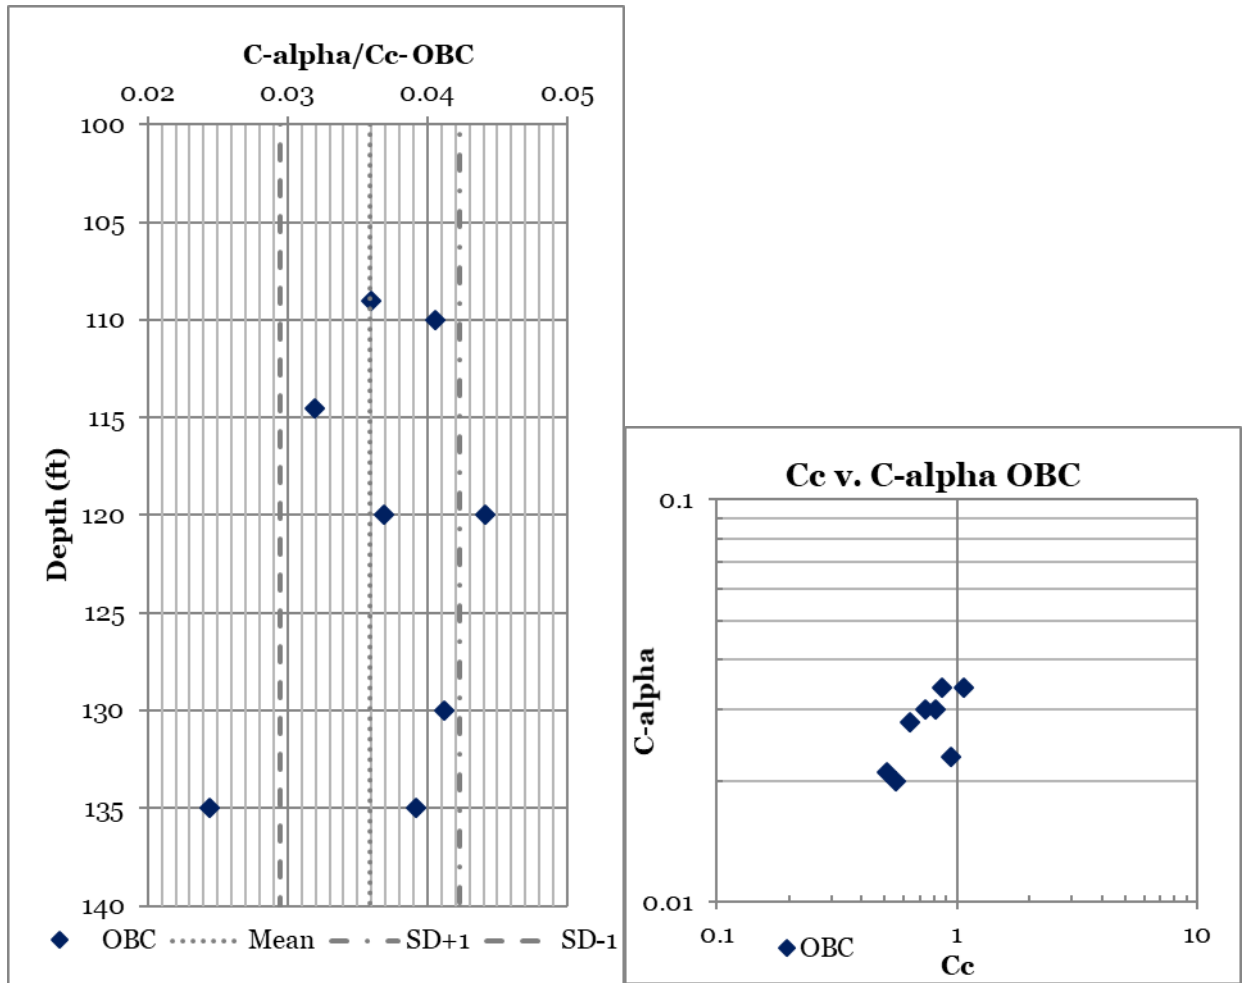 C-alpha/Cc- OBC
0.02 0.03 0.04 0.05
100
105
110
115
120
125
130
135
140
Depth (ft)
OBC Mean SD+1 SD-1
Cc v. C-alpha OBC
0.1
C-alpha
0.01
0.1 1 10
OBC
Cc